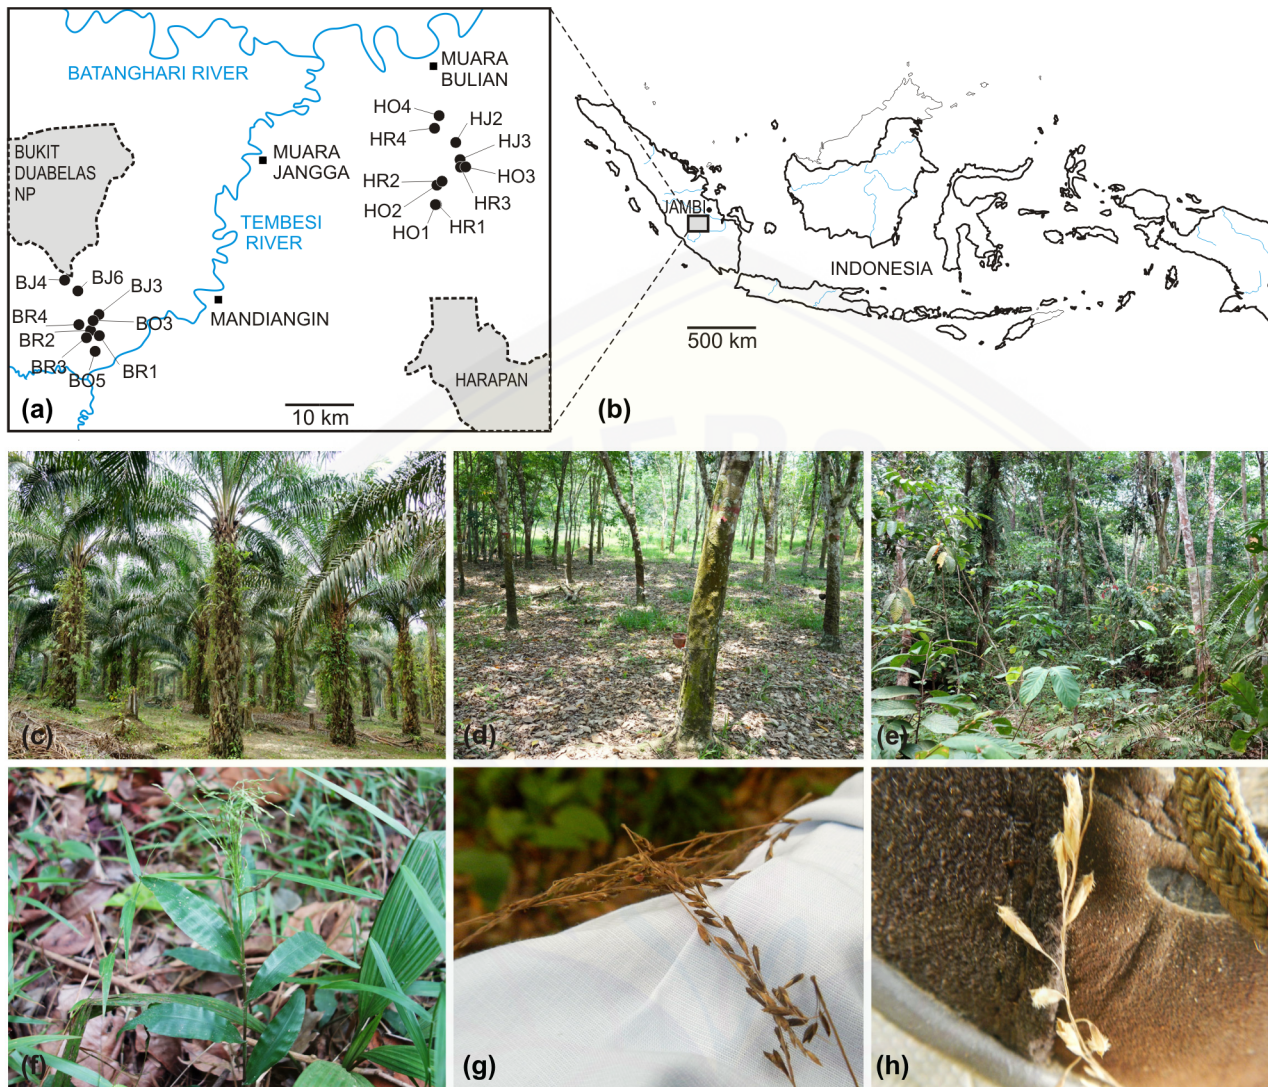 BATANGHARI RIVER
MUARA
BULIAN
HO4
HR4
HJ2
HJ3
BUKIT
DUABELAS
NP
MUARA
JANGGA
HR2
HO3
HO2
HR3
HO1
HR1
TEMBESI
RIVER
BJ4
BJ6
BJ3
BR4
BO3
BR2
MANDIANGIN
BR3
BR1
BO5
HARAPAN
(a)
10 km
JAMBI
INDONESIA
500 km
(b)
(c)
(d)
(e)
(f)
(g)
(h)